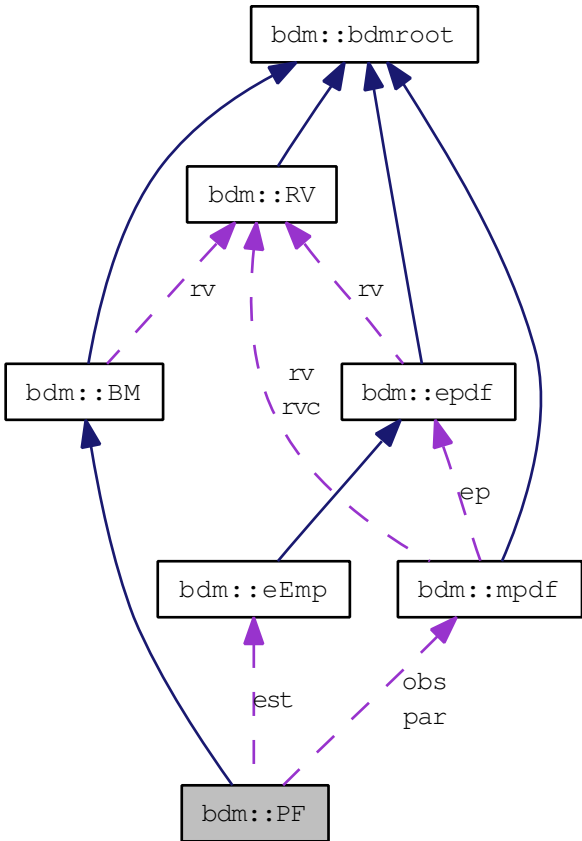 bdm::bdmroot
bdm::RV
rv
rv
bdm::BM
rv
rvc
bdm::epdf
ep
bdm::eEmp
bdm::mpdf
est
obs
par
bdm::PF